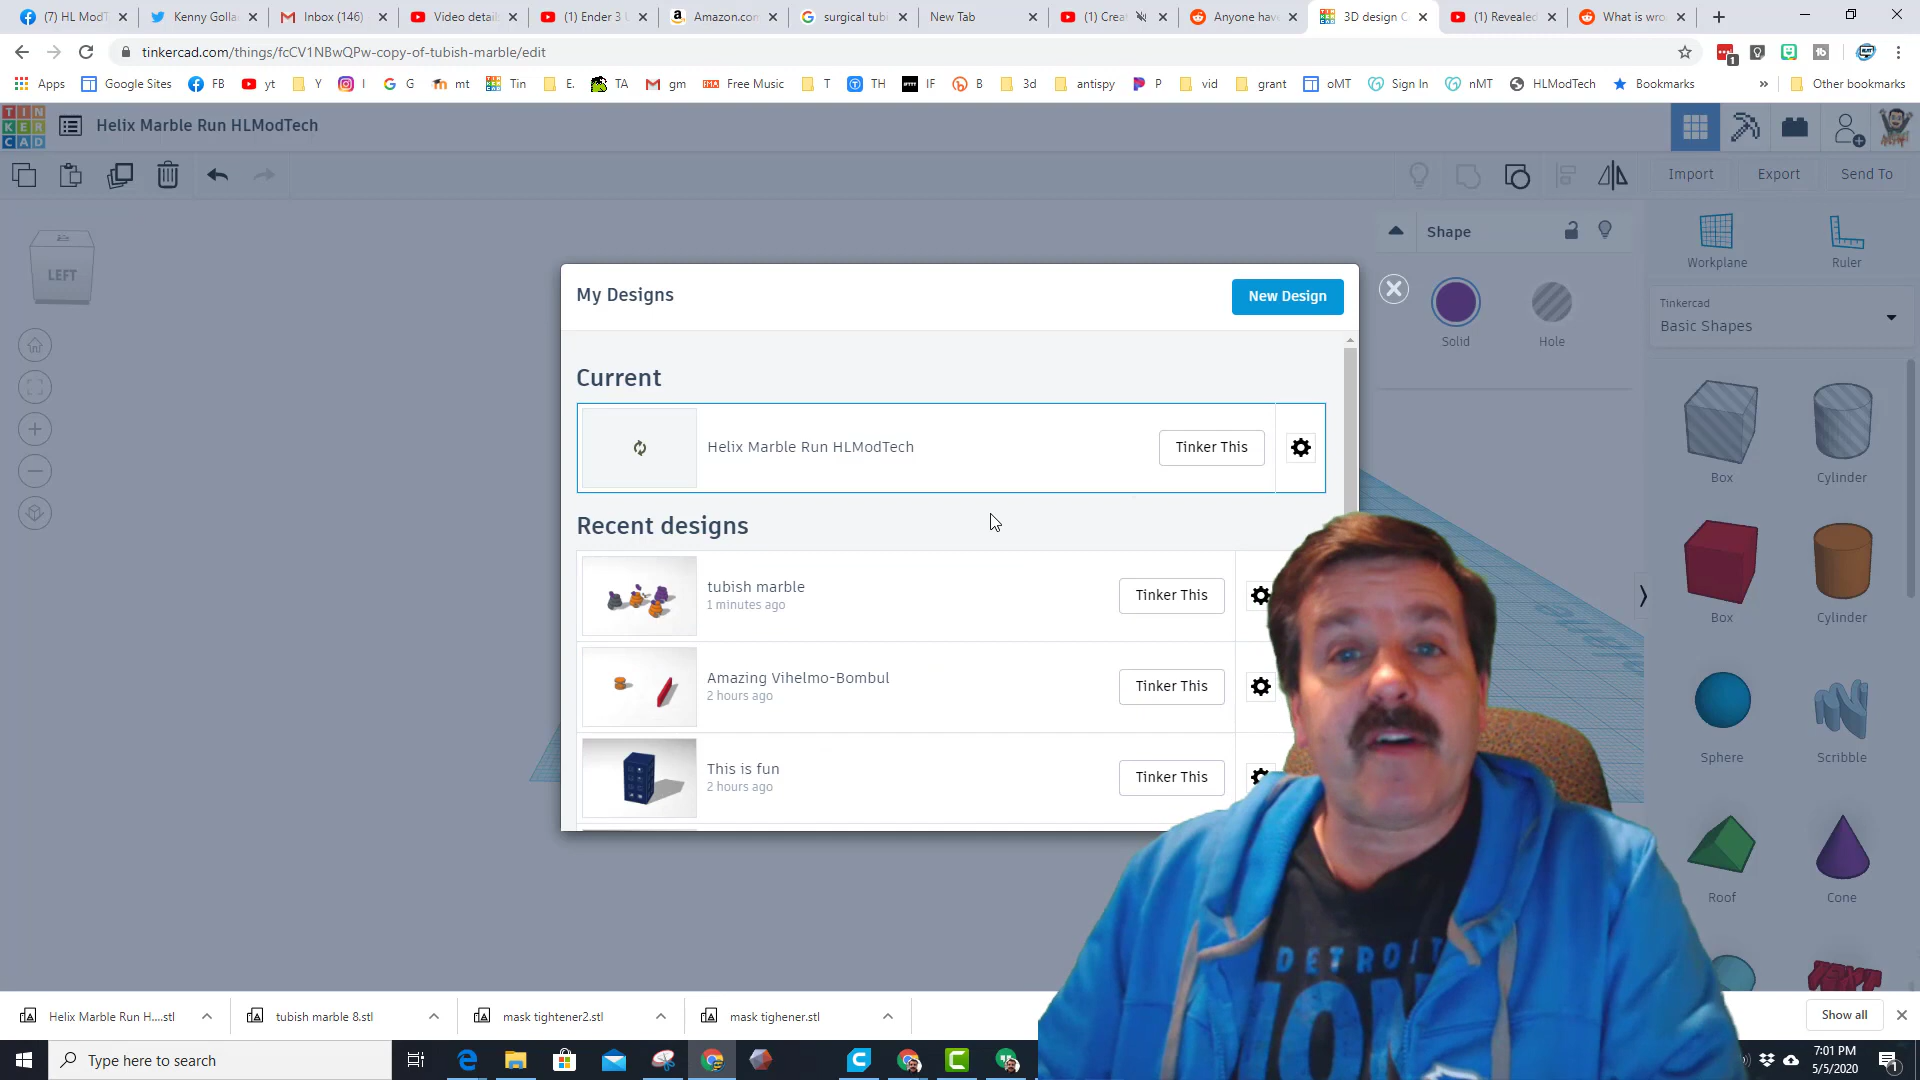 (7) HL ModT
Kenny Golla
Inbox (146)
Video detai
(1) Ender 3
Amazon.com
surgical tub
New Tab
(1) Creat
Anyone hav
3D design C
(1) Revealed
What is wro
tinkercad.com/things/fcCV1NBwQPw-copy-of-tubish-marble/edit
1
Apps
Google Sites
FB
yt
Y
I
G
mt
Tin
E.
TA
gm
Free Music
T
TH
IF
B
3d
antispy
P
vid
grant
oMT
Sign In
nMT
HLModTech
Bookmarks
Other bookmarks
TIN
KER
CAD
Helix Marble Run HLModTech
Import
Export
Send To
LEFT
Shape
Solid
Hole
Workplane
Ruler
Tinkercad
Basic Shapes
Box
Cylinder
Box
Cylinder
Sphere
Scribble
Roof
Cone
TEXT
My Designs
New Design
Current
Helix Marble Run HLModTech
Tinker This
Recent designs
tubish marble
1 minutes ago
Tinker This
Amazing Vihelmo-Bombul
2 hours ago
Tinker This
This is fun
2 hours ago
Tinker This
DETROIT
Helix Marble Run H....stl
tubish marble 8.stl
mask tightener2.stl
mask tighener.stl
Show all
Type here to search
7:01 PM
5/5/2020
1